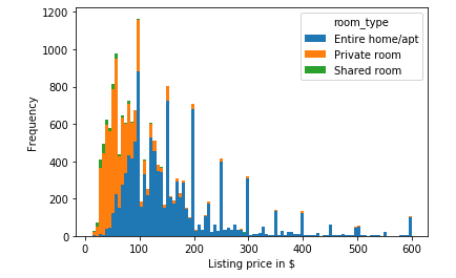 1200
1000
800
600
400
200
0
Frequency
room_type
Entire home/apt
Private room
Shared room
0 100 200 300 400 500 600
Listing price in $